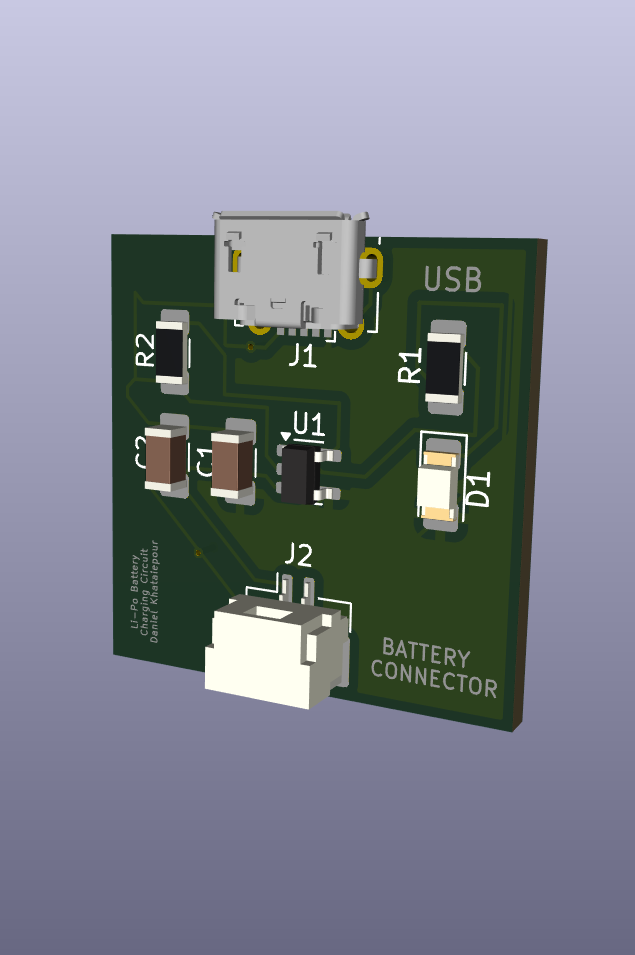 USB
J1
R2
R1
U1
C2
C1
D1
J2
Li-Po Battery
Charging Circuit
Daniel Khatalepour
BATTERY
CONNECTOR